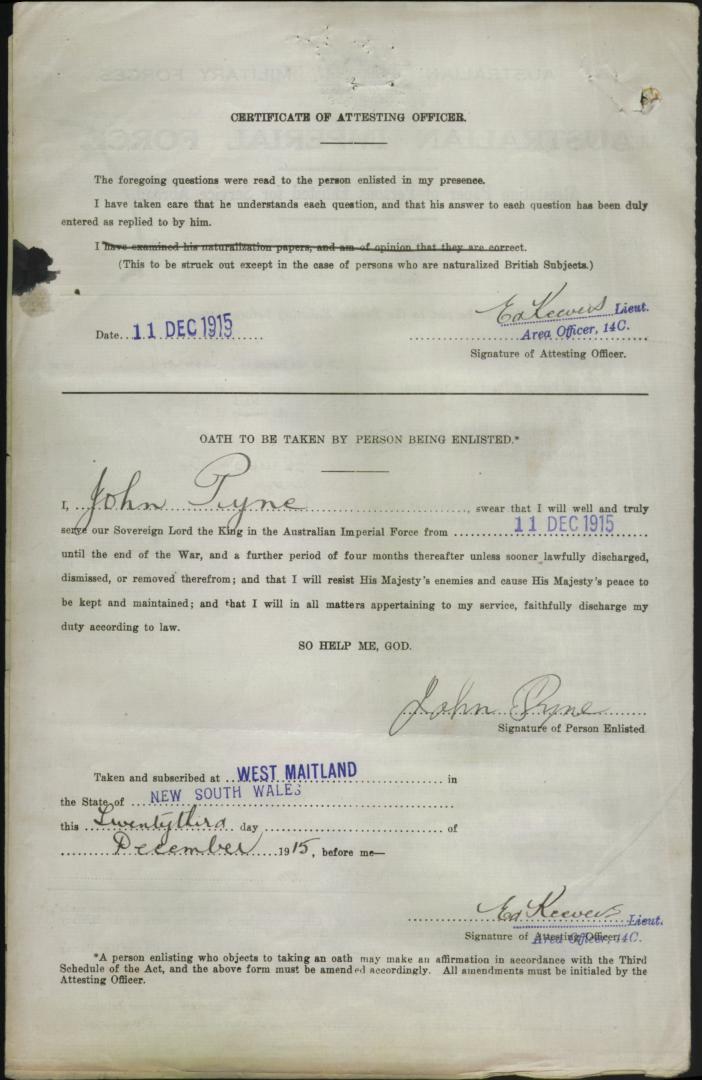 CERTIFICATE OF ATTESTING OFFICER.
The foregoing questions were read to the person enlisted in my presence.
I have taken care that he understands each question, and that his answer to each question has been duly
entered as replied to by him.
I have examined his naturalization papers, and am of opinion that they are correct.
(This to be struck out except in the case of persons who are naturalized British Subjects.)
Ed Keevers Lieut.
Date 11 DEC 1915 Area Officer, 14C.
Signature of Attesting Officer.
OATH TO BE TAKEN BY PERSON BEING ENLISTED.*
I, John Pyne, swear that I will well and truly
serve our Sovereign Lord the King in the Australian Imperial Force from 11 DEC 1915
until the end of the War, and a further period of four months thereafter unless sooner lawfully discharged,
dismissed, or removed therefrom; and that I will resist His Majesty's enemies and cause His Majesty's peace to
be kept and maintained; and that I will in all matters appertaining to my service, faithfully discharge my
duty according to law.
SO HELP ME, GOD.
John Pyne
Signature of Person Enlisted
Taken and subscribed at WEST MAITLAND in
the State of NEW SOUTH WALES
this Twentythird day of
December 1915, before me—
Ed Keevers Lieut.
Signature of Attesting Officer. Area Officer, 14C.
*A person enlisting who objects to taking an oath may make an affirmation in accordance with the Third
Schedule of the Act, and the above form must be amended accordingly. All amendments must be initialed by the
Attesting Officer.